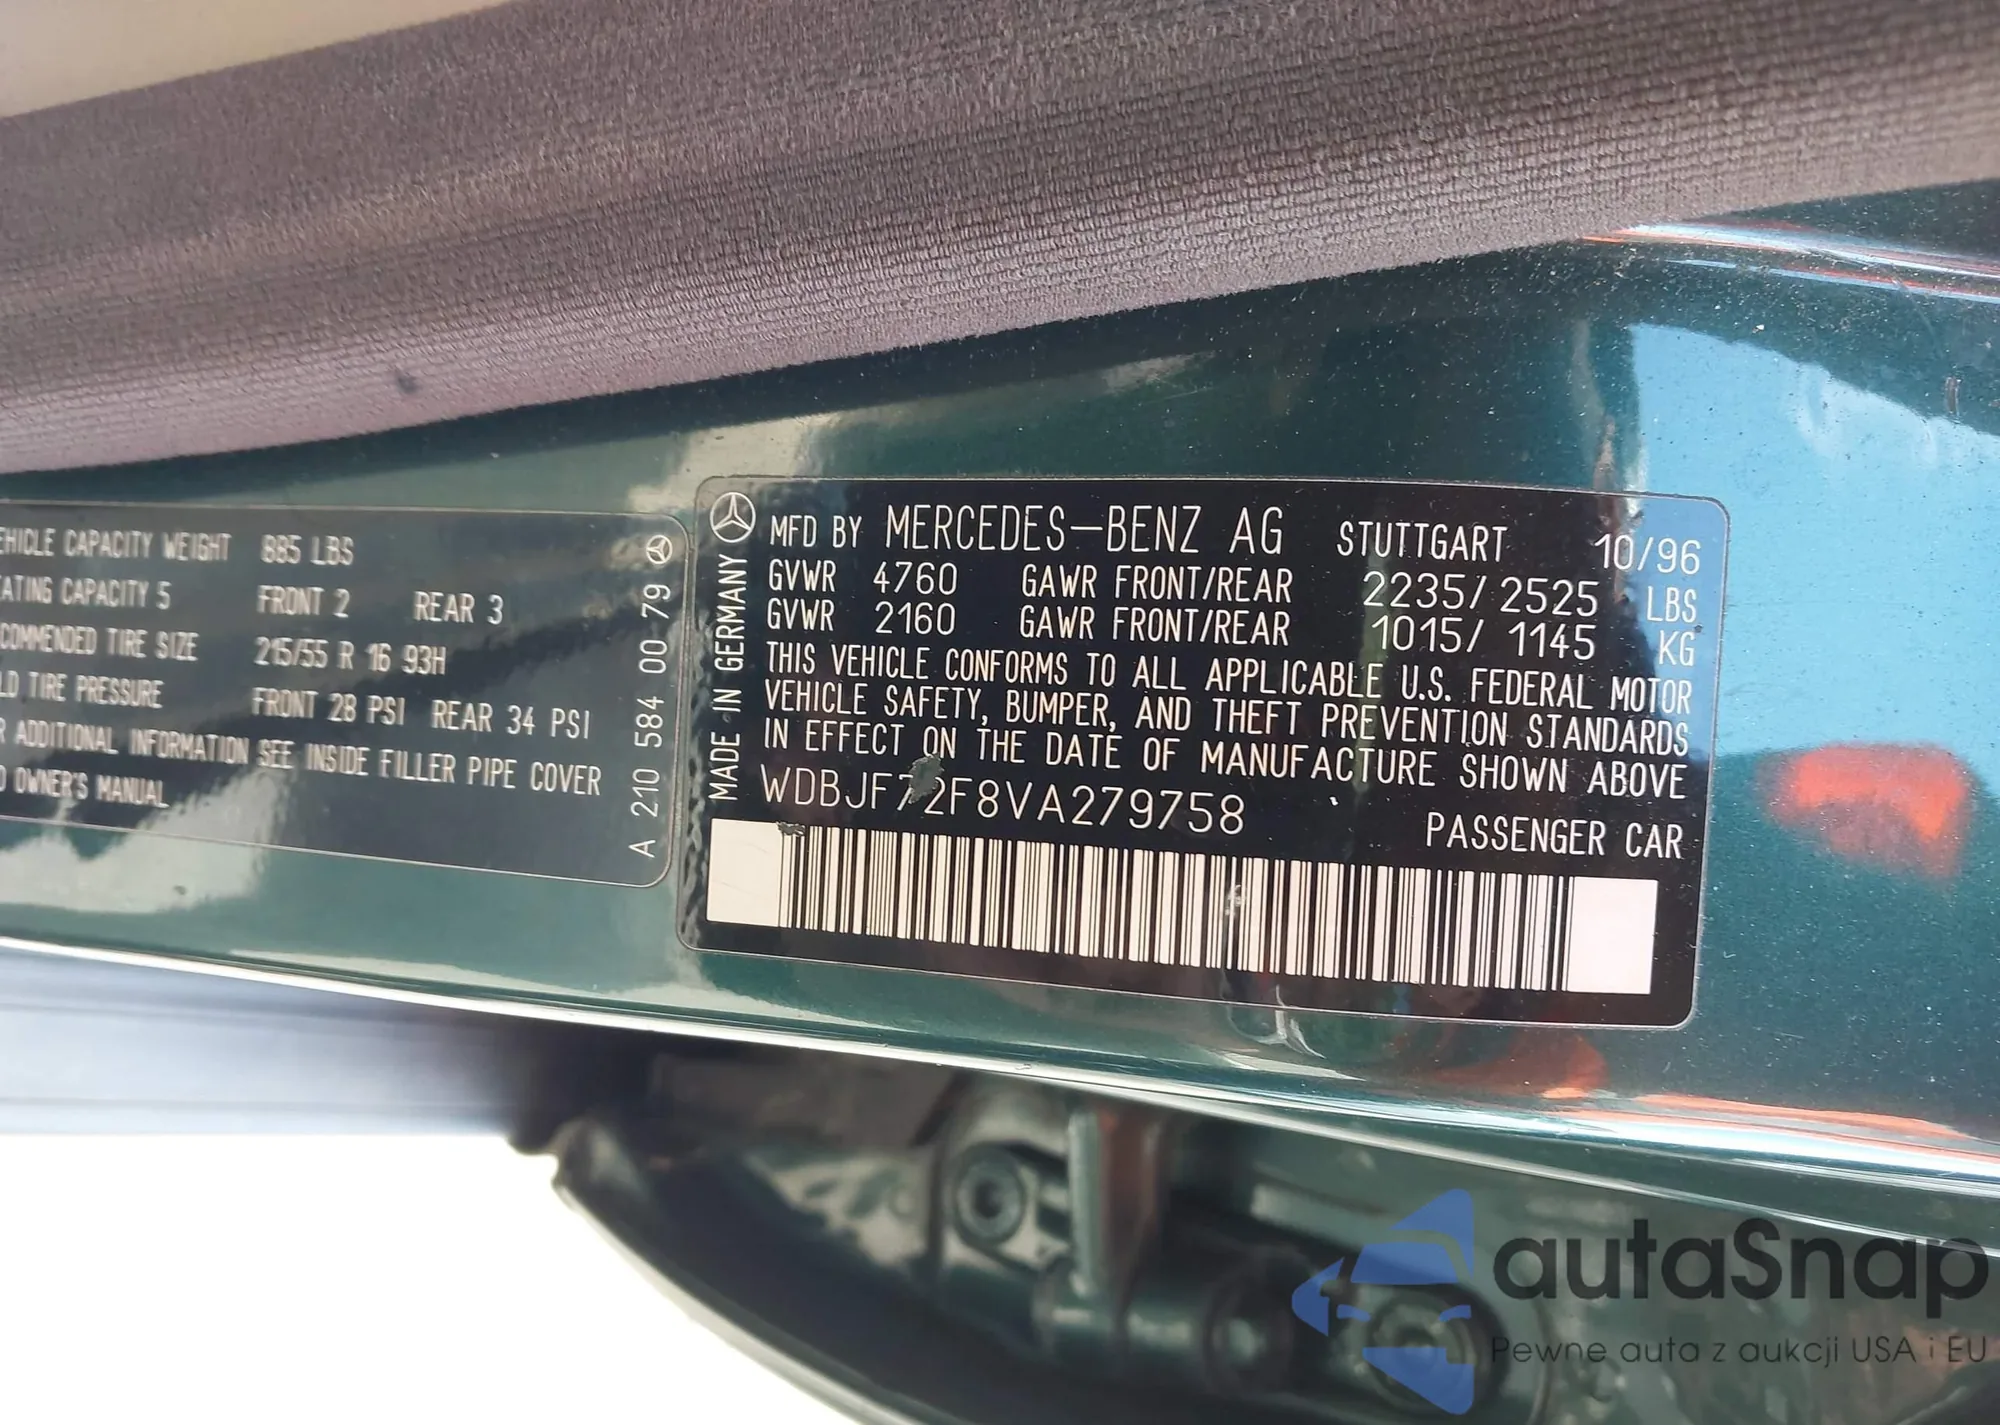 EHICLE CAPACITY WEIGHT 885 LBS
ATING CAPACITY 5 FRONT 2 REAR 3
COMMENDED TIRE SIZE 215/55 R 16 93H
LD TIRE PRESSURE FRONT 28 PSI REAR 34 PSI
R ADDITIONAL INFORMATION SEE INSIDE FILLER PIPE COVER
D OWNER'S MANUAL
A 210 584 00 79
MADE IN GERMANY
MFD BY MERCEDES-BENZ AG STUTTGART 10/96
GVWR 4760 GAWR FRONT/REAR 2235/2525 LBS
GVWR 2160 GAWR FRONT/REAR 1015/1145 KG
THIS VEHICLE CONFORMS TO ALL APPLICABLE U.S. FEDERAL MOTOR
VEHICLE SAFETY, BUMPER, AND THEFT PREVENTION STANDARDS
IN EFFECT ON THE DATE OF MANUFACTURE SHOWN ABOVE
WDBJF72F8VA279758
PASSENGER CAR
autaSnap
Pewne auta z aukcji USA i EU